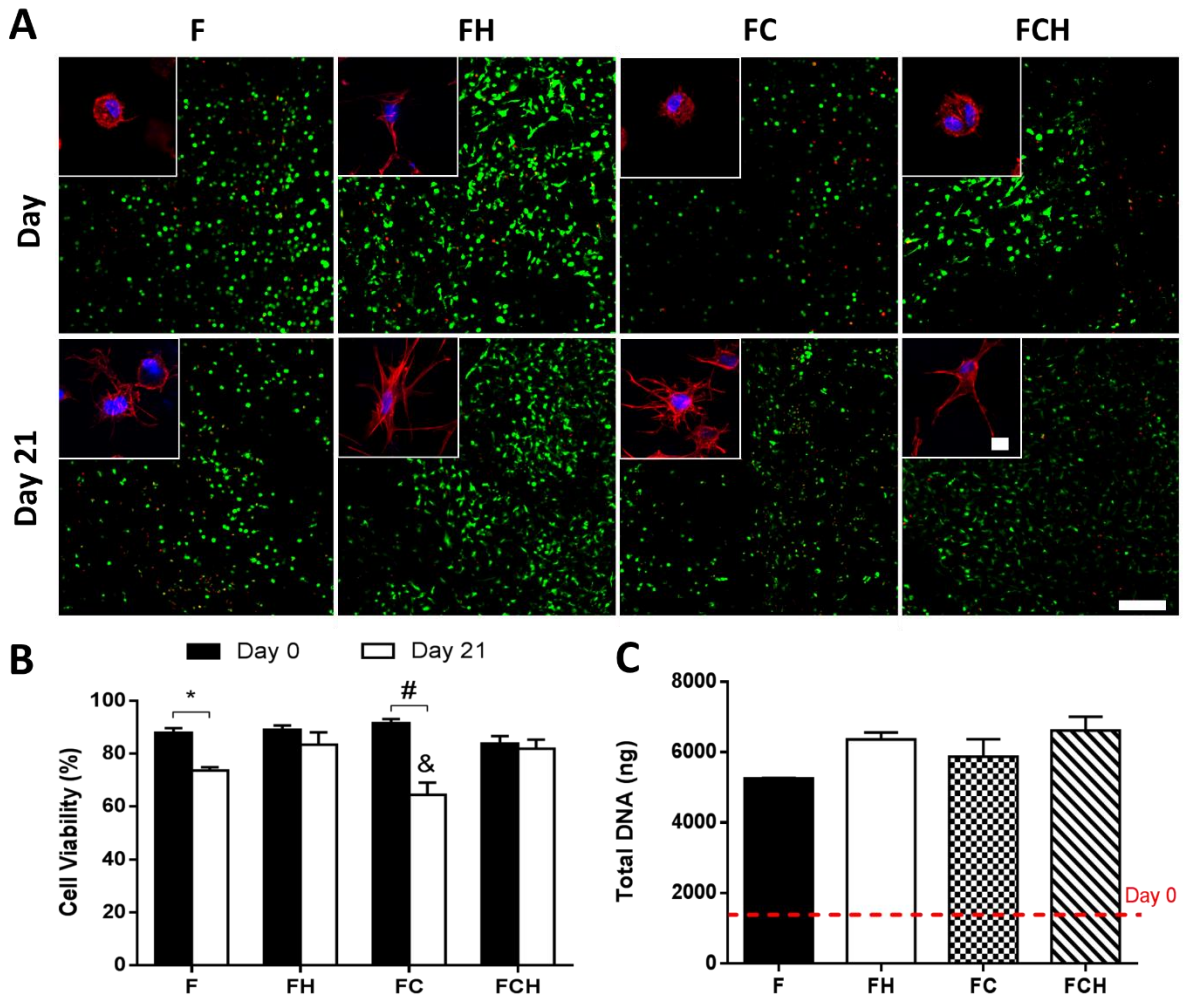 A
F FH FC FCH
Day
Day 21
B
Day 0 Day 21
Cell Viability (%)
100
80
60
40
20
0
*
#
&
F FH FC FCH
C
Total DNA (ng)
8000
6000
4000
2000
0
Day 0
F FH FC FCH